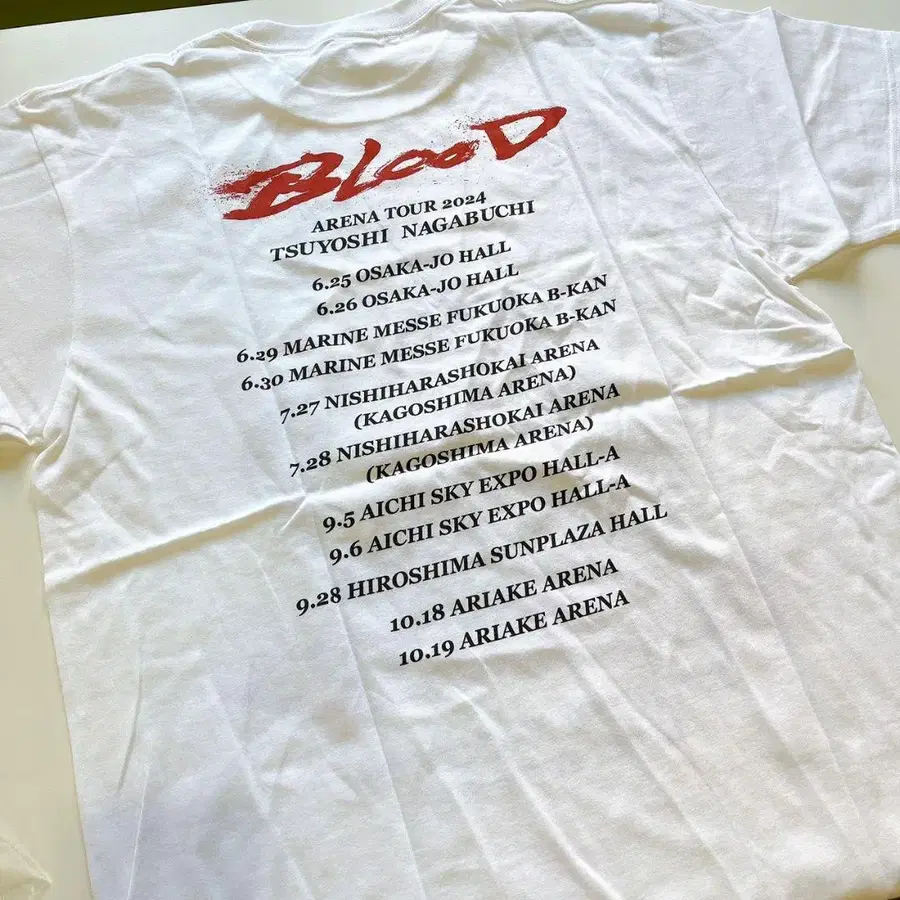 BLOOD
ARENA TOUR 2024
TSUYOSHI NAGABUCHI
6.25 OSAKA-JO HALL
6.26 OSAKA-JO HALL
6.29 MARINE MESSE FUKUOKA B-KAN
6.30 MARINE MESSE FUKUOKA B-KAN
7.27 NISHIHARASHOKAI ARENA
(KAGOSHIMA ARENA)
7.28 NISHIHARASHOKAI ARENA
(KAGOSHIMA ARENA)
9.5 AICHI SKY EXPO HALL-A
9.6 AICHI SKY EXPO HALL-A
9.28 HIROSHIMA SUNPLAZA HALL
10.18 ARIAKE ARENA
10.19 ARIAKE ARENA